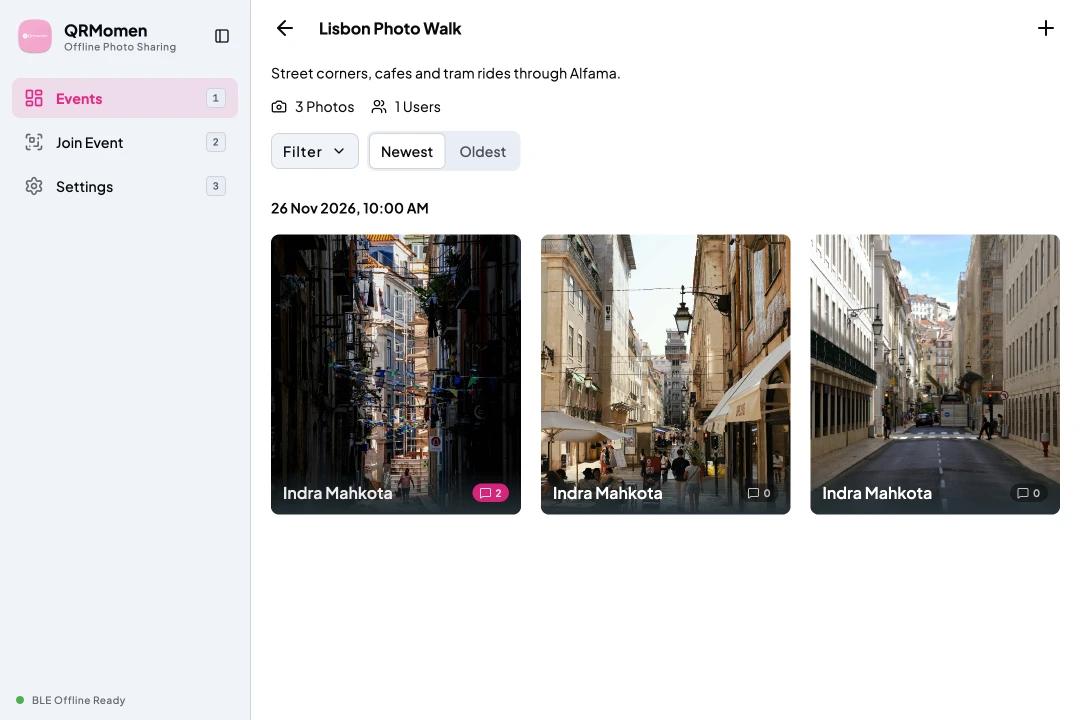 QRMomen
Offline Photo Sharing
Events 1
Join Event 2
Settings 3
BLE Offline Ready
Lisbon Photo Walk
Street corners, cafes and tram rides through Alfama.
3 Photos 1 Users
Filter Newest Oldest
26 Nov 2026, 10:00 AM
Indra Mahkota 2
Indra Mahkota 0
Indra Mahkota 0